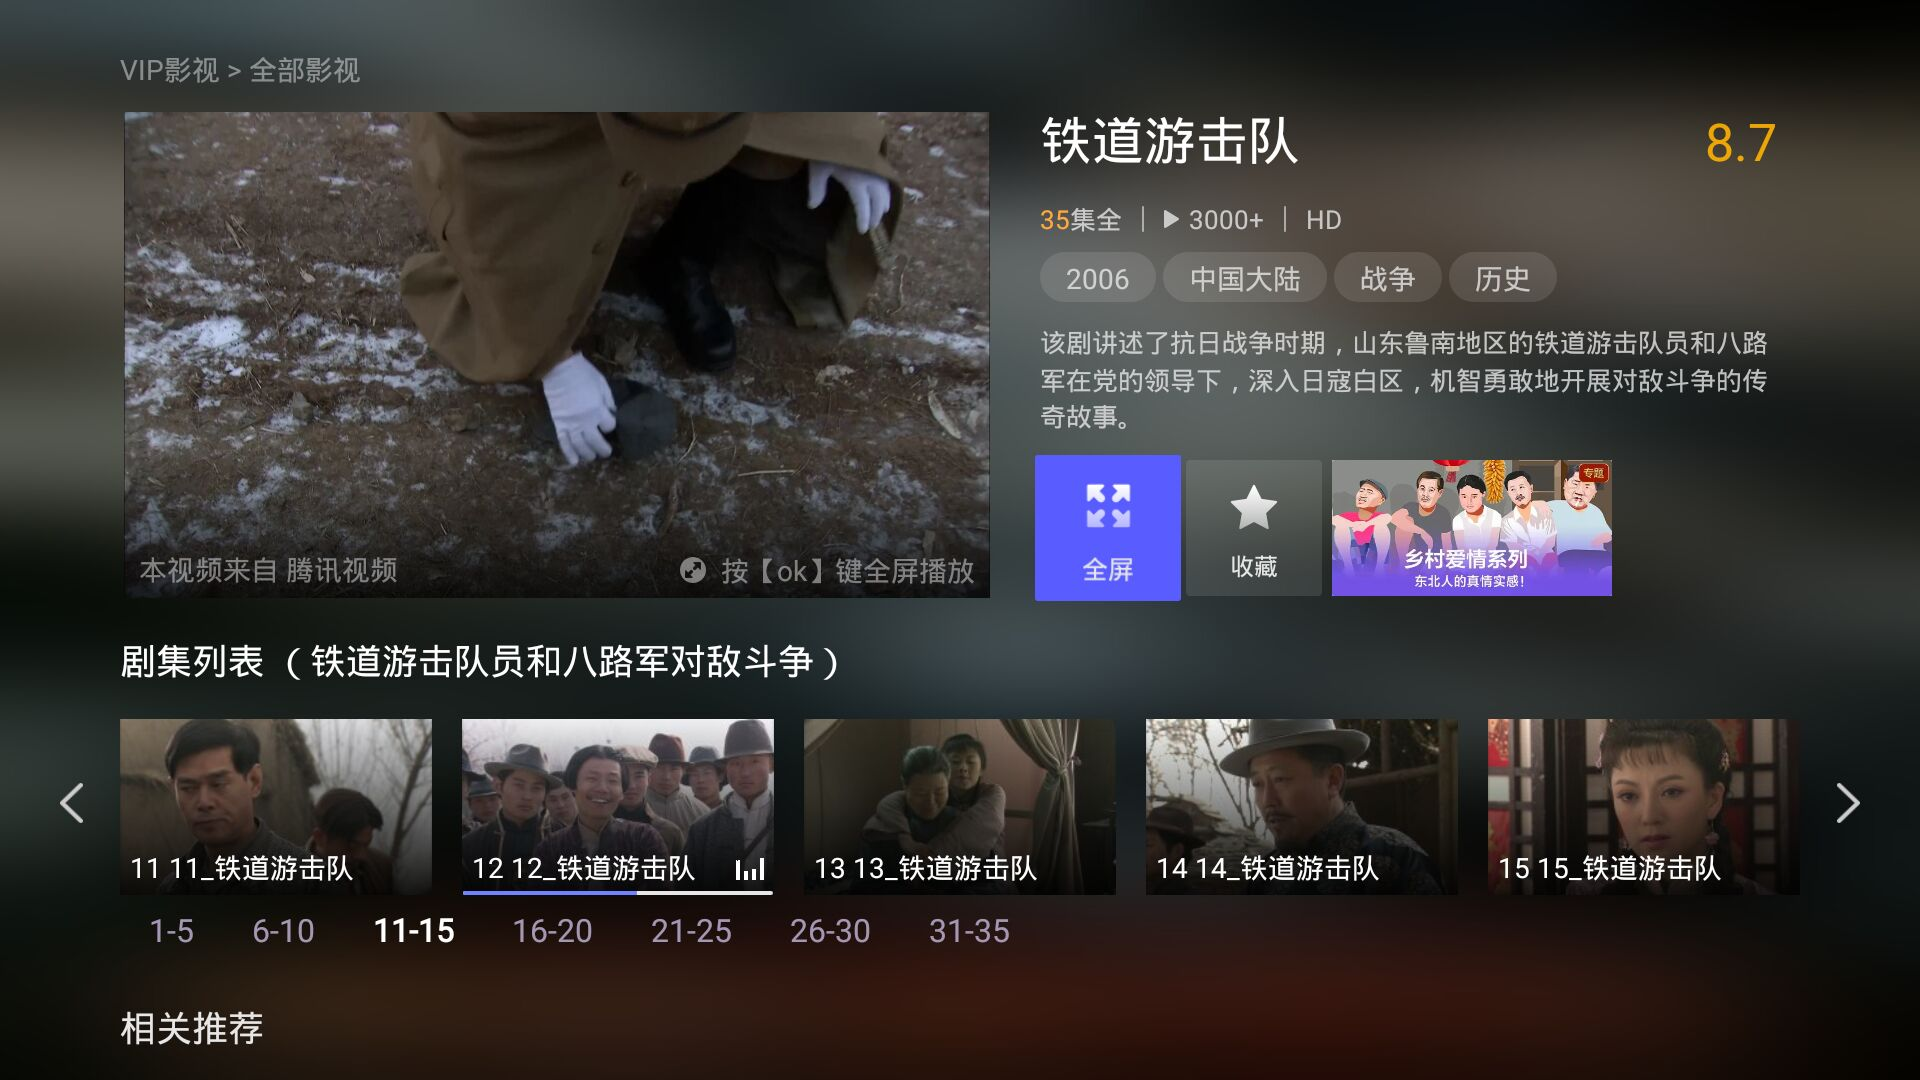 VIP影视 > 全部影视
铁道游击队
8.7
35集全 | 3000+ | HD
2006 中国大陆 战争 历史
该剧讲述了抗日战争时期，山东鲁南地区的铁道游击队员和八路
军在党的领导下，深入日寇白区，机智勇敢地开展对敌斗争的传
奇故事。
本视频来自 腾讯视频
按【ok】键全屏播放
全屏
收藏
专题
乡村爱情系列
东北人的真情实感!
剧集列表 （铁道游击队员和八路军对敌斗争）
11 11_铁道游击队
12 12_铁道游击队
13 13_铁道游击队
14 14_铁道游击队
15 15_铁道游击队
1-5 6-10 11-15 16-20 21-25 26-30 31-35
相关推荐